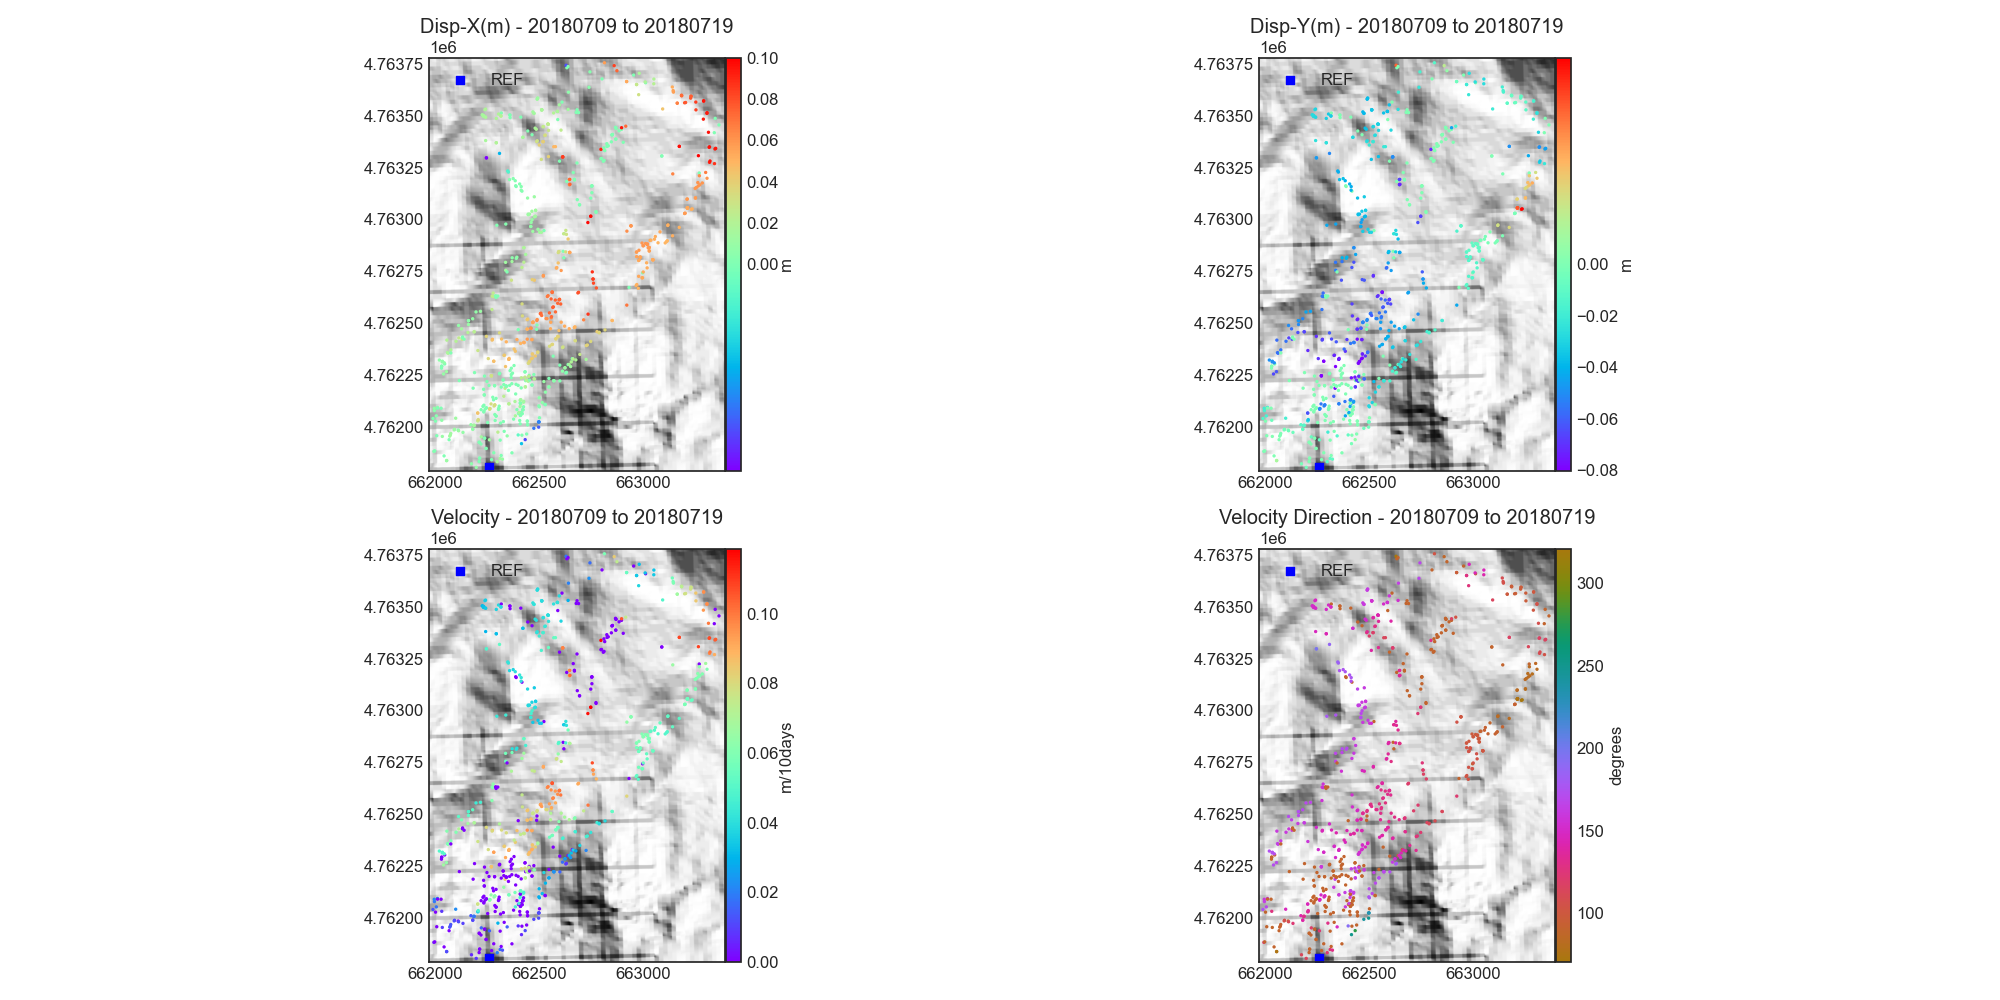 Disp-X(m) - 20180709 to 20180719
1e6
REF
4.76375
4.76350
4.76325
4.76300
4.76275
4.76250
4.76225
4.76200
662000 662500 663000
0.10
0.08
0.06
0.04
0.02
0.00
m
Disp-Y(m) - 20180709 to 20180719
1e6
REF
4.76375
4.76350
4.76325
4.76300
4.76275
4.76250
4.76225
4.76200
662000 662500 663000
0.00
−0.02
−0.04
−0.06
−0.08
m
Velocity - 20180709 to 20180719
1e6
REF
4.76375
4.76350
4.76325
4.76300
4.76275
4.76250
4.76225
4.76200
662000 662500 663000
0.10
0.08
0.06
0.04
0.02
0.00
m/10days
Velocity Direction - 20180709 to 20180719
1e6
REF
4.76375
4.76350
4.76325
4.76300
4.76275
4.76250
4.76225
4.76200
662000 662500 663000
300
250
200
150
100
degrees